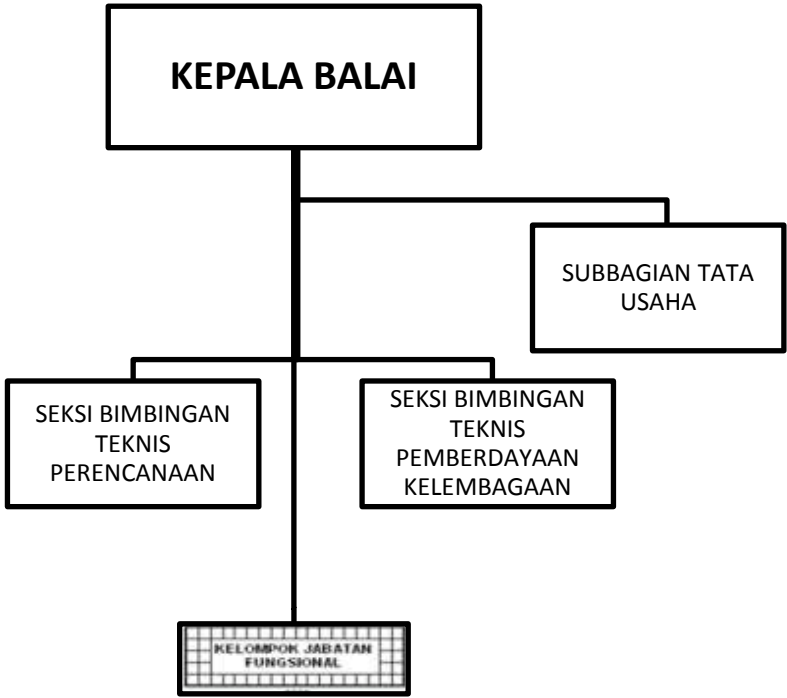 KEPALA BALAI
SUBBAGIAN TATA
USAHA
SEKSI BIMBINGAN
TEKNIS
PERENCANAAN
SEKSI BIMBINGAN
TEKNIS
PEMBERDAYAAN
KELEMBAGAAN
KELOMPOK JABATAN
FUNGSIONAL